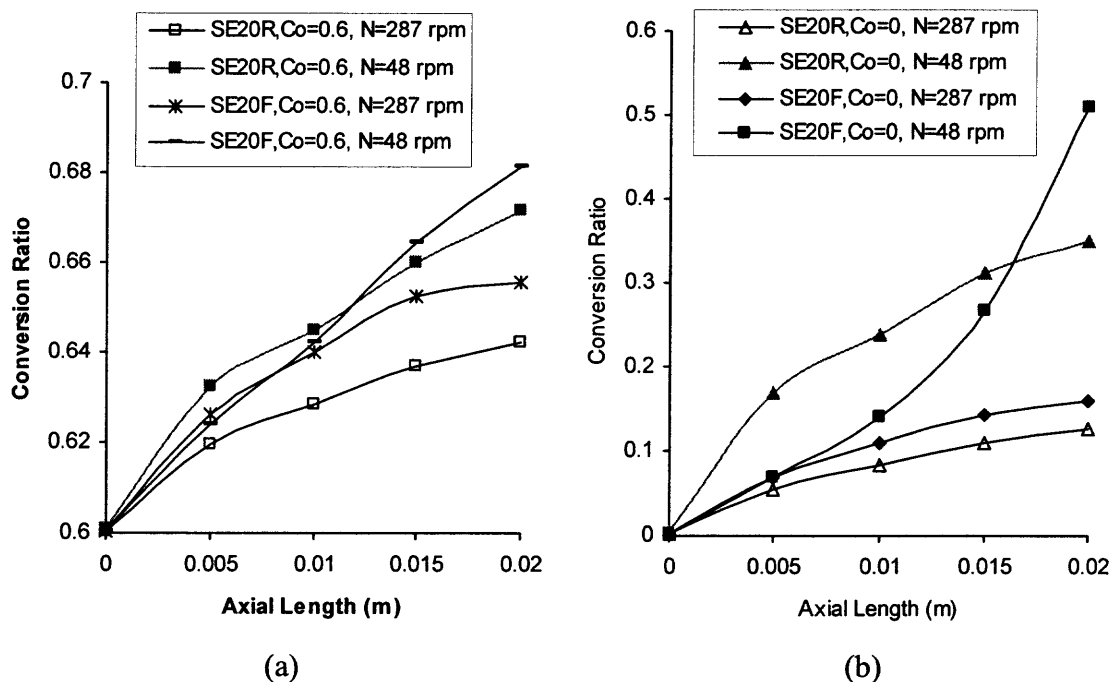 SE20R,Co=0.6, N=287 rpm
SE20R,Co=0.6, N=48 rpm
SE20F,Co=0.6, N=287 rpm
SE20F,Co=0.6, N=48 rpm
0.7
0.68
0.66
0.64
0.62
0.6
Conversion Ratio
0 0.005 0.01 0.015 0.02
Axial Length (m)
(a)
SE20R,Co=0, N=287 rpm
SE20R,Co=0, N=48 rpm
SE20F,Co=0, N=287 rpm
SE20F,Co=0, N=48 rpm
0.6
0.5
0.4
0.3
0.2
0.1
0
Conversion Ratio
0 0.005 0.01 0.015 0.02
Axial Length (m)
(b)